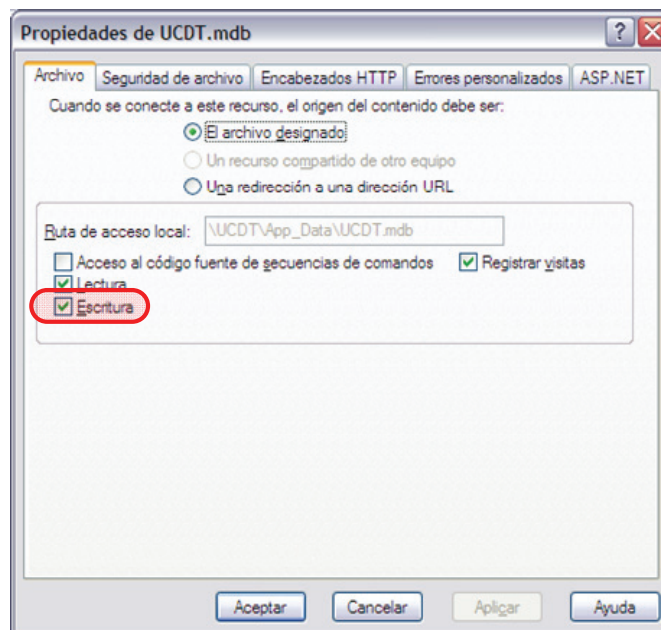 Propiedades de UCDT.mdb
Archivo Seguridad de archivo Encabezados HTTP Errores personalizados ASP.NET
Cuando se conecte a este recurso, el origen del contenido debe ser:
El archivo designado
Un recurso compartido de otro equipo
Una redirección a una dirección URL
Ruta de acceso local: \UCDT\App_Data\UCDT.mdb
Acceso al código fuente de secuencias de comandos Registrar visitas
Lectura
Escritura
Aceptar Cancelar Aplicar Ayuda